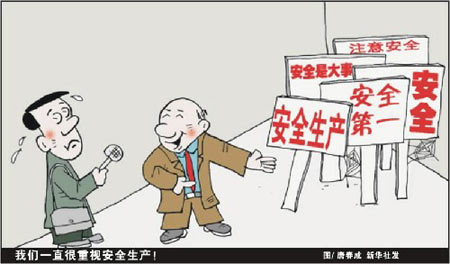 注意安全
安全是大事
安全
安全
第一
安全生产
我们一直很重视安全生产！
图/唐春成 新华社发